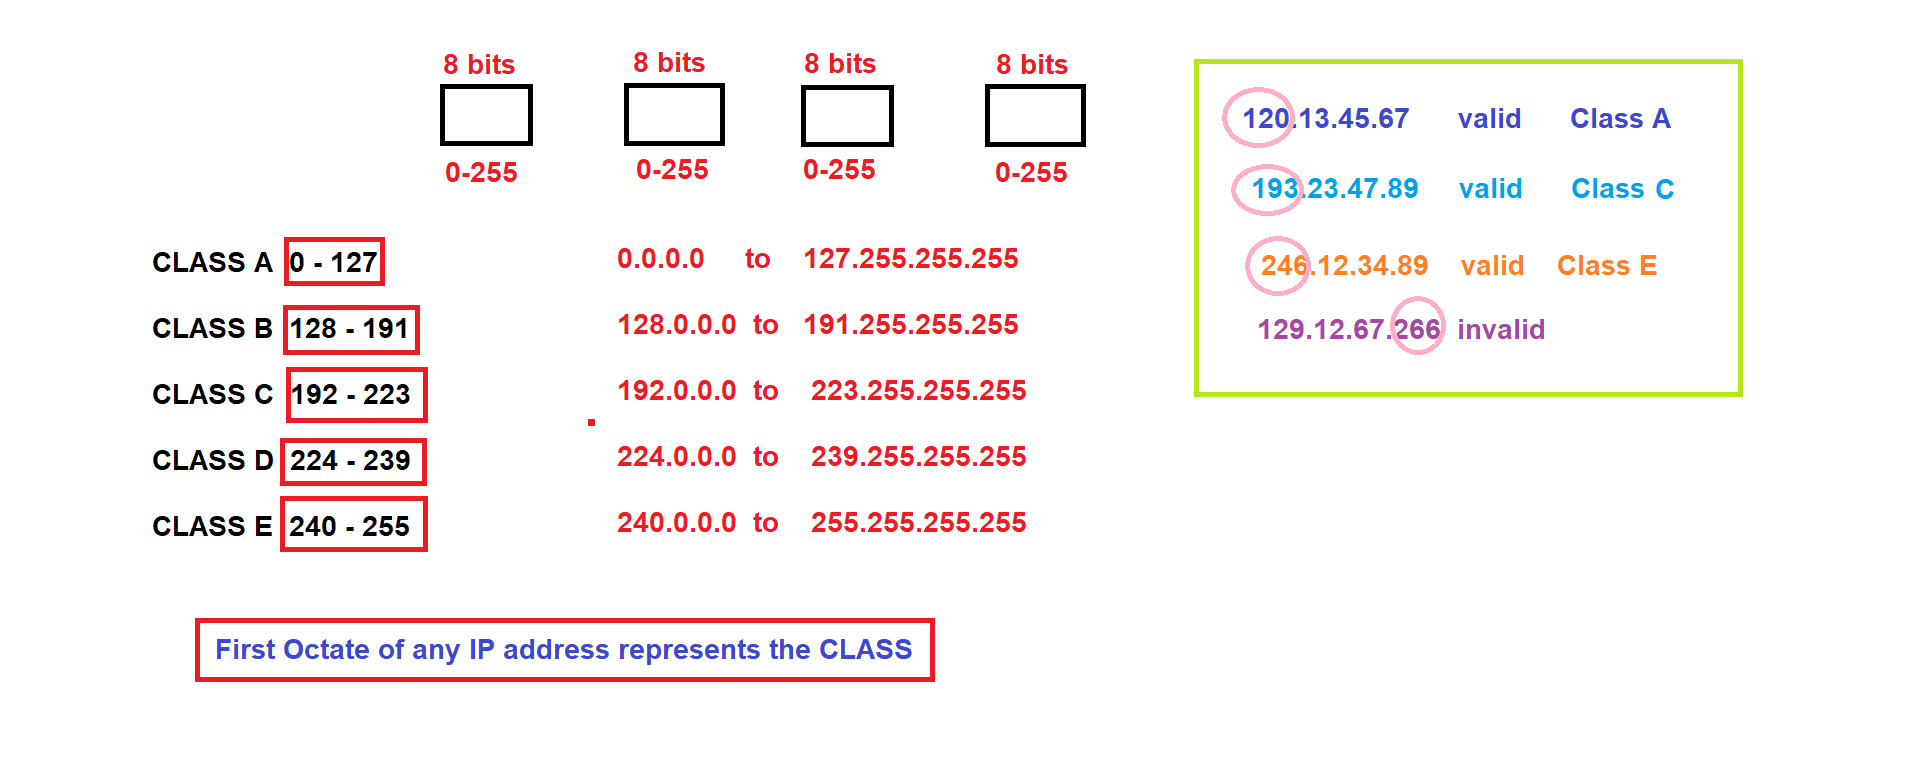 8 bits 8 bits 8 bits 8 bits
0-255 0-255 0-255 0-255
CLASS A 0 - 127 0.0.0.0 to 127.255.255.255
CLASS B 128 - 191 128.0.0.0 to 191.255.255.255
CLASS C 192 - 223 192.0.0.0 to 223.255.255.255
CLASS D 224 - 239 224.0.0.0 to 239.255.255.255
CLASS E 240 - 255 240.0.0.0 to 255.255.255.255
First Octate of any IP address represents the CLASS
120.13.45.67 valid Class A
193.23.47.89 valid Class C
246.12.34.89 valid Class E
129.12.67.266 invalid